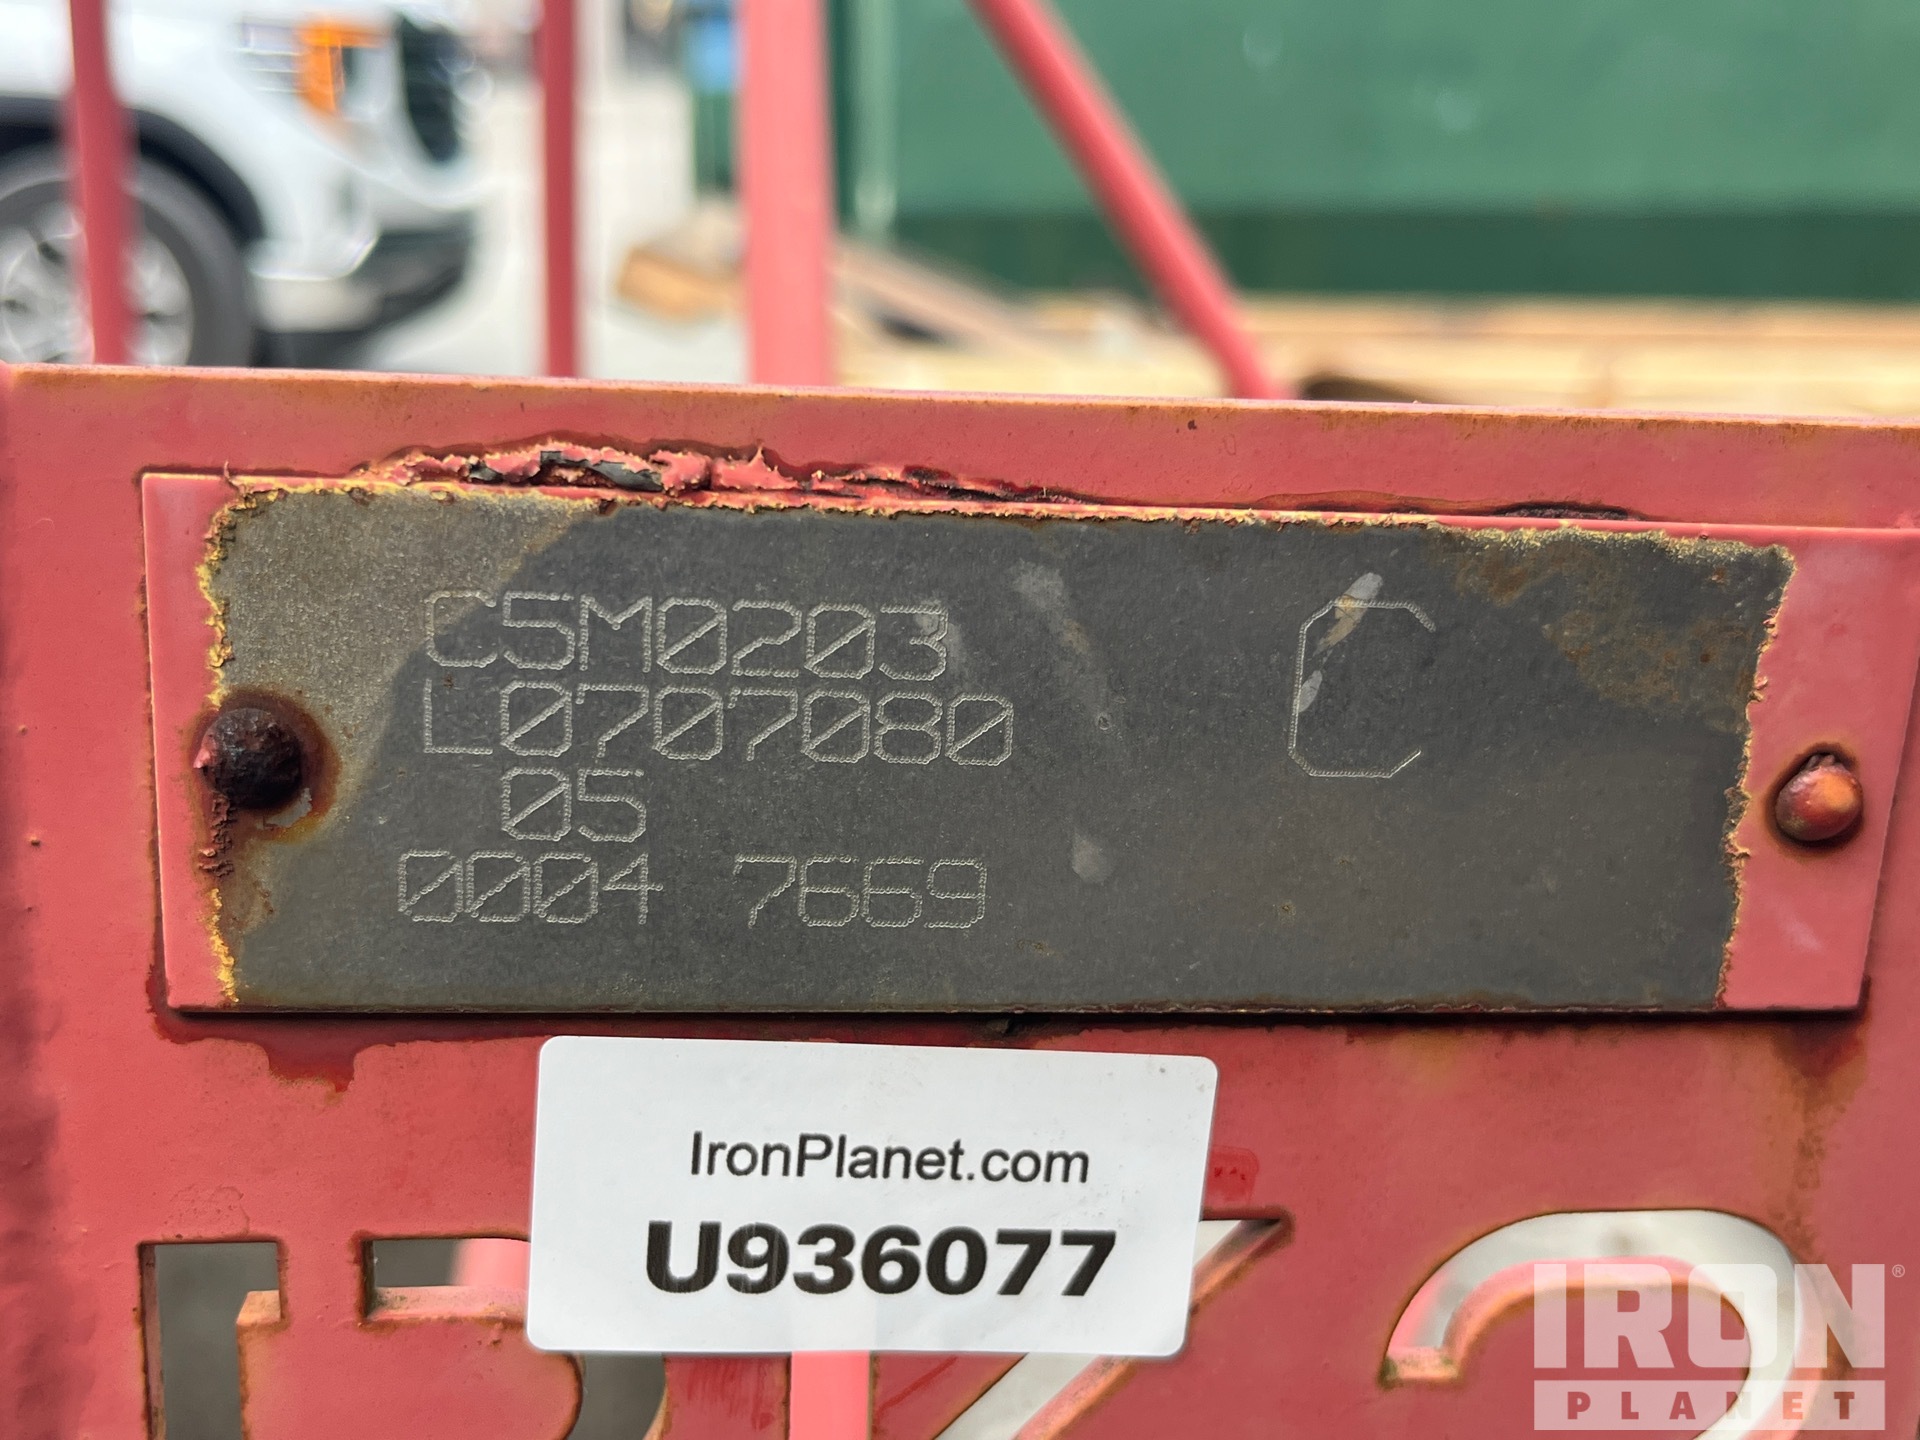 C5M0203 C
L0707080
05
0004 7669
IronPlanet.com
U936077
IRON®
PLANET